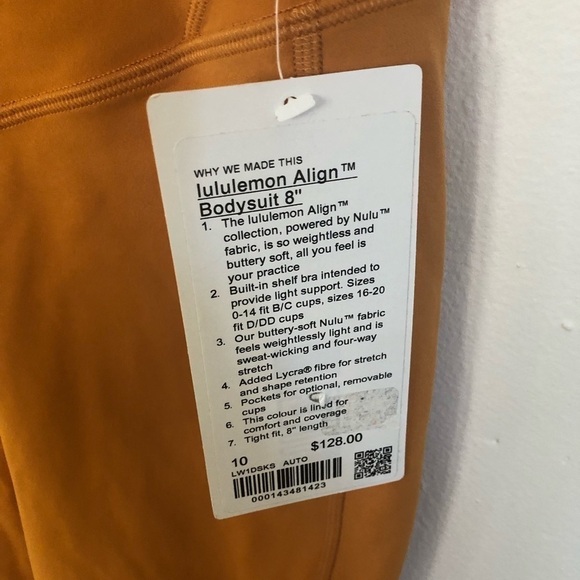 WHY WE MADE THIS
lululemon Align™
Bodysuit 8"
1. The lululemon Align™
collection, powered by Nulu™
fabric, is so weightless and
buttery soft, all you feel is
your practice
2. Built-in shelf bra intended to
provide light support. Sizes
0-14 fit B/C cups, sizes 16-20
fit D/DD cups
3. Our buttery-soft Nulu™ fabric
feels weightlessly light and is
sweat-wicking and four-way
stretch
4. Added Lycra® fibre for stretch
and shape retention
5. Pockets for optional, removable
cups
6. This colour is lined for
comfort and coverage
7. Tight fit, 8" length
10 $128.00
LW1DSKS AUTO
000143481423